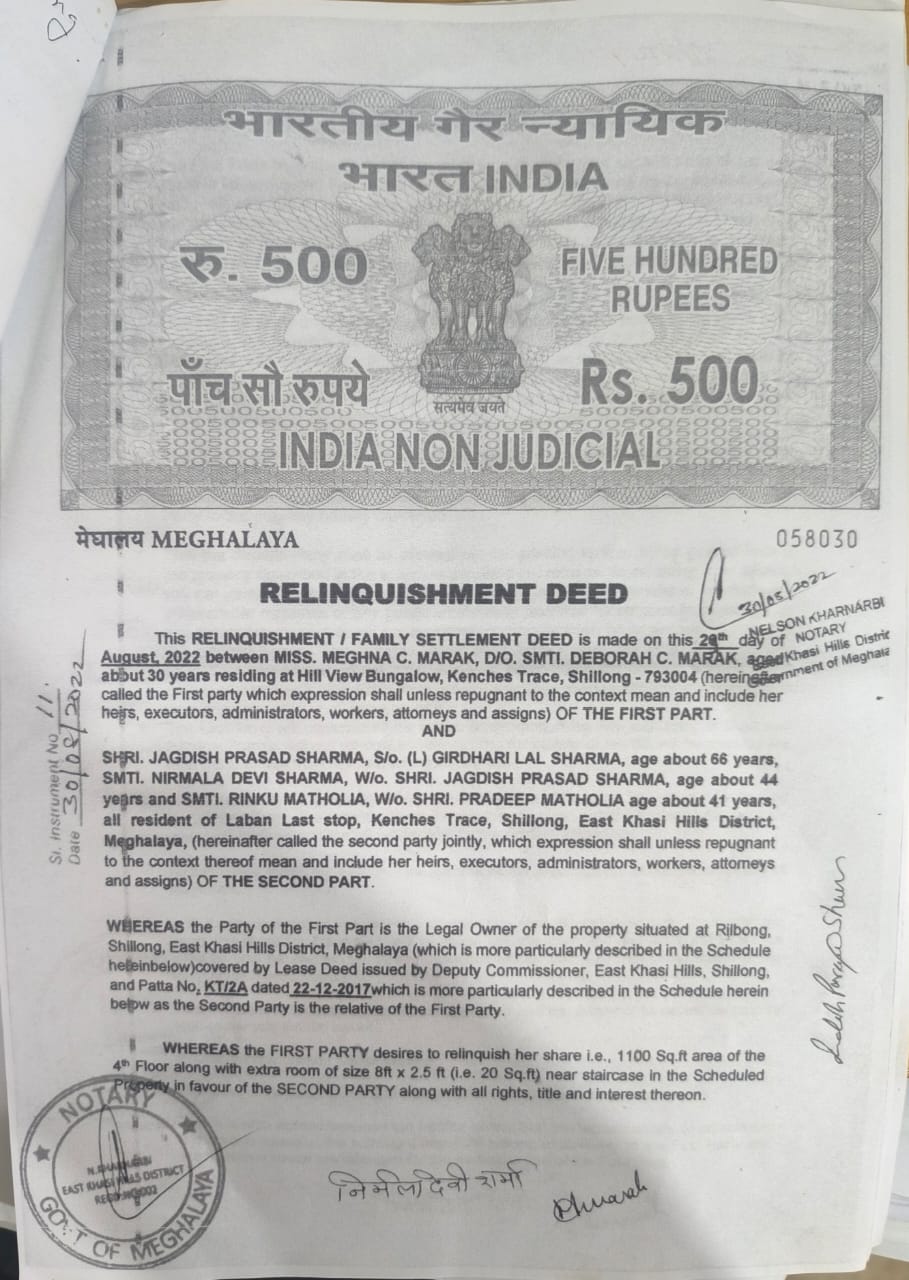 भारतीय गैर न्यायिक
भारत INDIA
रु. 500
FIVE HUNDRED
RUPEES
पाँच सौ रुपये
Rs. 500
सत्यमेव जयते
INDIA NON JUDICIAL
मेघालय MEGHALAYA
058030
RELINQUISHMENT DEED
30/08/2022
NELSON KHARNARBI
NOTARY
Khasi Hills Distric
ernment of Meghala
Sl. Instrument No 11
Date 30/08/2022
This RELINQUISHMENT / FAMILY SETTLEMENT DEED is made on this 29th day of
August, 2022 between MISS. MEGHNA C. MARAK, D/O. SMTI. DEBORAH C. MARAK, aged
about 30 years residing at Hill View Bungalow, Kenches Trace, Shillong - 793004 (hereinafter
called the First party which expression shall unless repugnant to the context mean and include her
heirs, executors, administrators, workers, attorneys and assigns) OF THE FIRST PART.
AND
SHRI. JAGDISH PRASAD SHARMA, S/o. (L) GIRDHARI LAL SHARMA, age about 66 years,
SMTI. NIRMALA DEVI SHARMA, W/o. SHRI. JAGDISH PRASAD SHARMA, age about 44
years and SMTI. RINKU MATHOLIA, W/o. SHRI. PRADEEP MATHOLIA age about 41 years,
all resident of Laban Last stop, Kenches Trace, Shillong, East Khasi Hills District,
Meghalaya, (hereinafter called the second party jointly, which expression shall unless repugnant
to the context thereof mean and include her heirs, executors, administrators, workers, attorneys
and assigns) OF THE SECOND PART.
WHEREAS the Party of the First Part is the Legal Owner of the property situated at Rilbong,
Shillong, East Khasi Hills District, Meghalaya (which is more particularly described in the Schedule
hereinbelow)covered by Lease Deed issued by Deputy Commissioner, East Khasi Hills, Shillong,
and Patta No. KT/2A dated 22-12-2017which is more particularly described in the Schedule herein
below as the Second Party is the relative of the First Party.
WHEREAS the FIRST PARTY desires to relinquish her share i.e., 1100 Sq.ft area of the
4th Floor along with extra room of size 8ft x 2.5 ft (i.e. 20 Sq.ft) near staircase in the Scheduled
Property in favour of the SECOND PARTY along with all rights, title and interest thereon.
NOTARY
EAST KHASI HILLS DISTRICT
GOVT OF MEGHALAYA
निर्मला देवी शर्मा